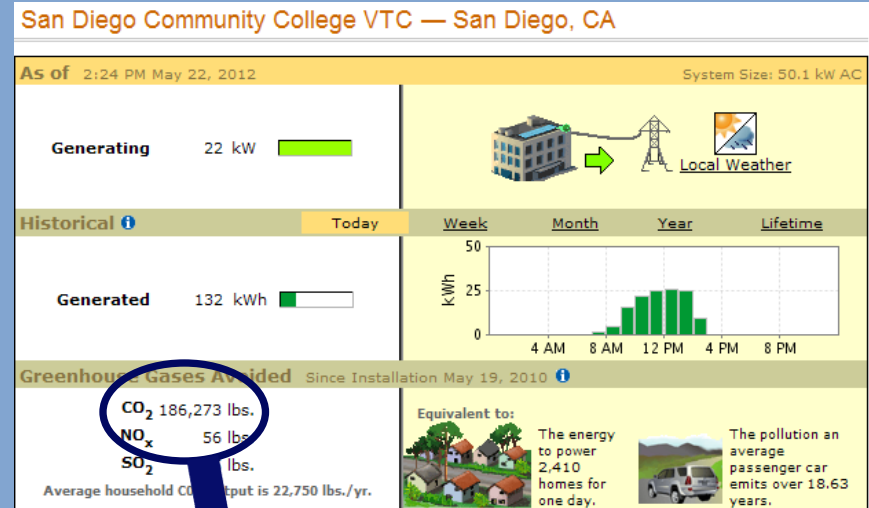 San Diego Community College VTC — San Diego, CA
As of 2:24 PM May 22, 2012 System Size: 50.1 kW AC
Generating 22 kW
Local Weather
Historical Today Week Month Year Lifetime
Generated 132 kWh
kWh
50
25
0
4 AM 8 AM 12 PM 4 PM 8 PM
Greenhouse Gases Avoided Since Installation May 19, 2010
CO2 186,273 lbs.
NOx 56 lbs.
SO2 lbs.
Average household CO output is 22,750 lbs./yr.
Equivalent to:
The energy
to power
2,410
homes for
one day.
The pollution an
average
passenger car
emits over 18.63
years.